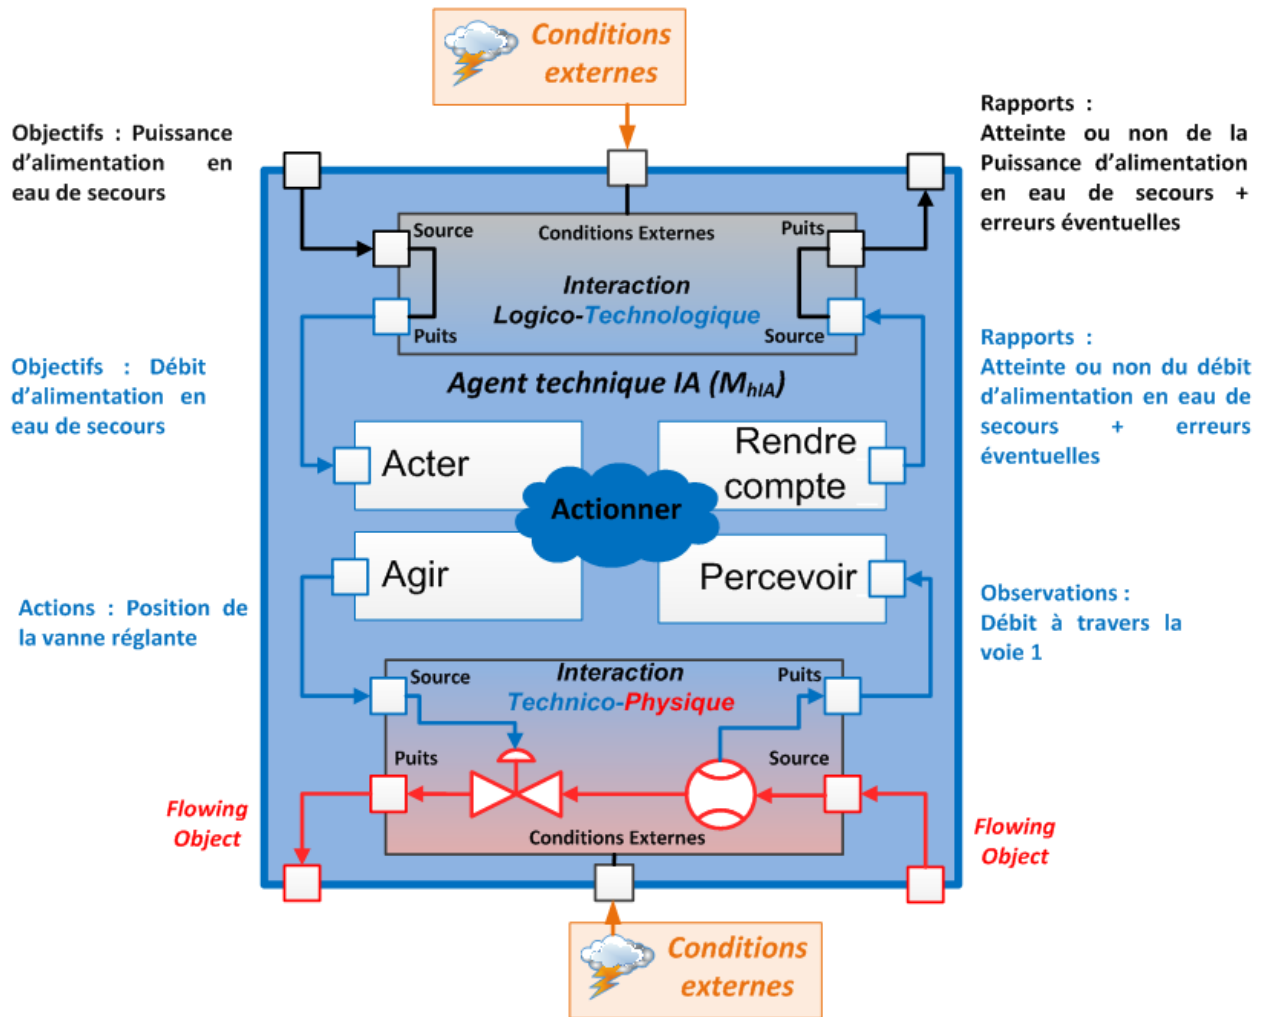 Conditions
externes
Objectifs : Puissance
d'alimentation en
eau de secours
Rapports :
Atteinte ou non de la
Puissance d'alimentation
en eau de secours +
erreurs éventuelles
Source
Conditions Externes
Puits
Interaction
Logico-Technologique
Puits
Source
Objectifs : Débit
d'alimentation en
eau de secours
Rapports :
Atteinte ou non du débit
d'alimentation en eau de
secours + erreurs
éventuelles
Agent technique IA (MhIA)
Acter
Rendre
compte
Actionner
Agir
Percevoir
Actions : Position de
la vanne réglante
Observations :
Débit à travers la
voie 1
Source
Interaction
Puits
Technico-Physique
Puits
Source
Conditions Externes
Flowing
Object
Flowing
Object
Conditions
externes